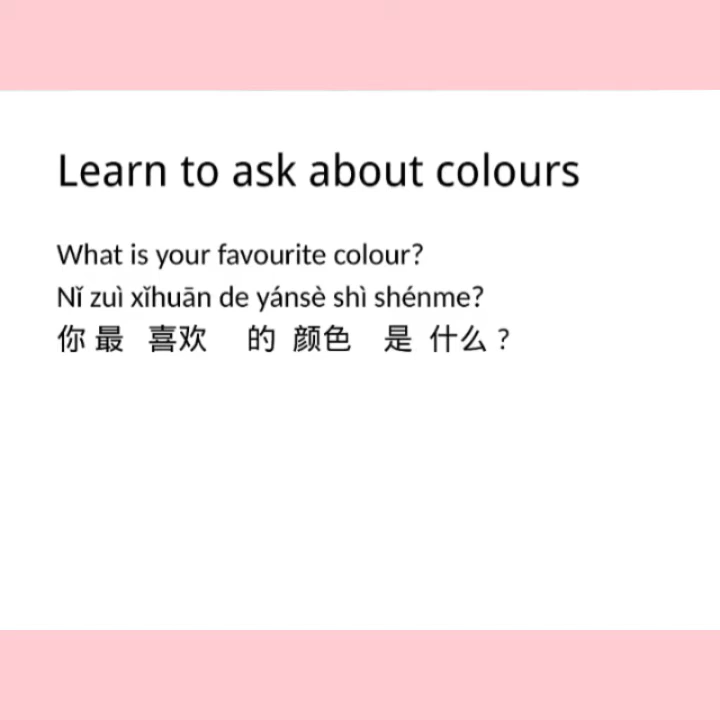 Learn to ask about colours
What is your favourite colour?
Nǐ zuì xǐhuān de yánsè shì shénme?
你 最 喜欢 的 颜色 是 什么？